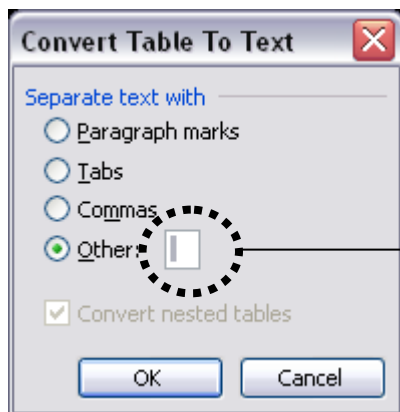 Convert Table To Text
Separate text with
Paragraph marks
Tabs
Commas
Other:
Convert nested tables
OK Cancel